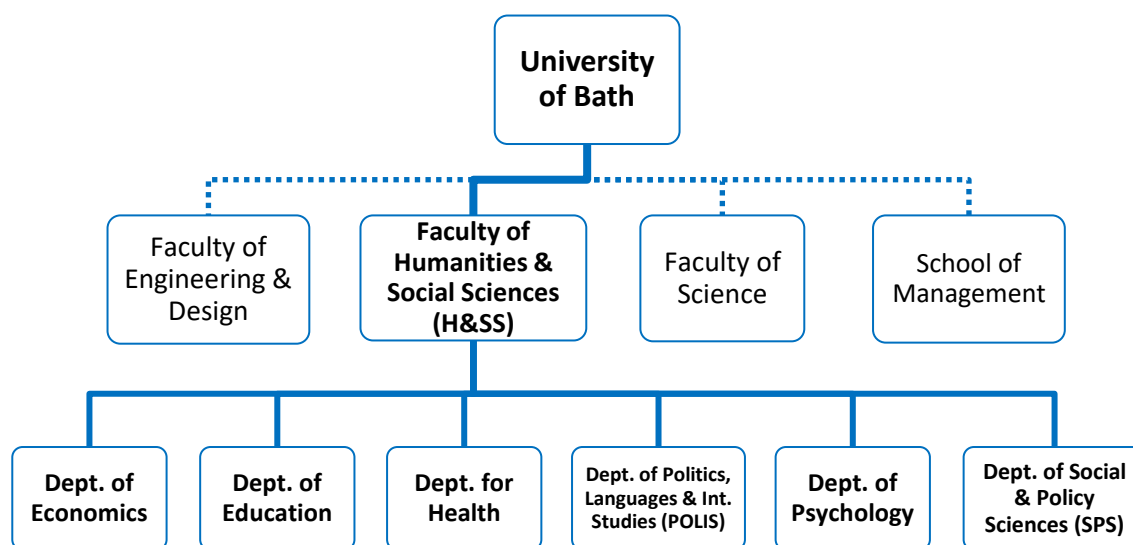 University
of Bath
Faculty of
Engineering &
Design
Faculty of
Humanities &
Social Sciences
(H&SS)
Faculty of
Science
School of
Management
Dept. of
Economics
Dept. of
Education
Dept. for
Health
Dept. of Politics,
Languages & Int.
Studies (POLIS)
Dept. of
Psychology
Dept. of Social
& Policy
Sciences (SPS)